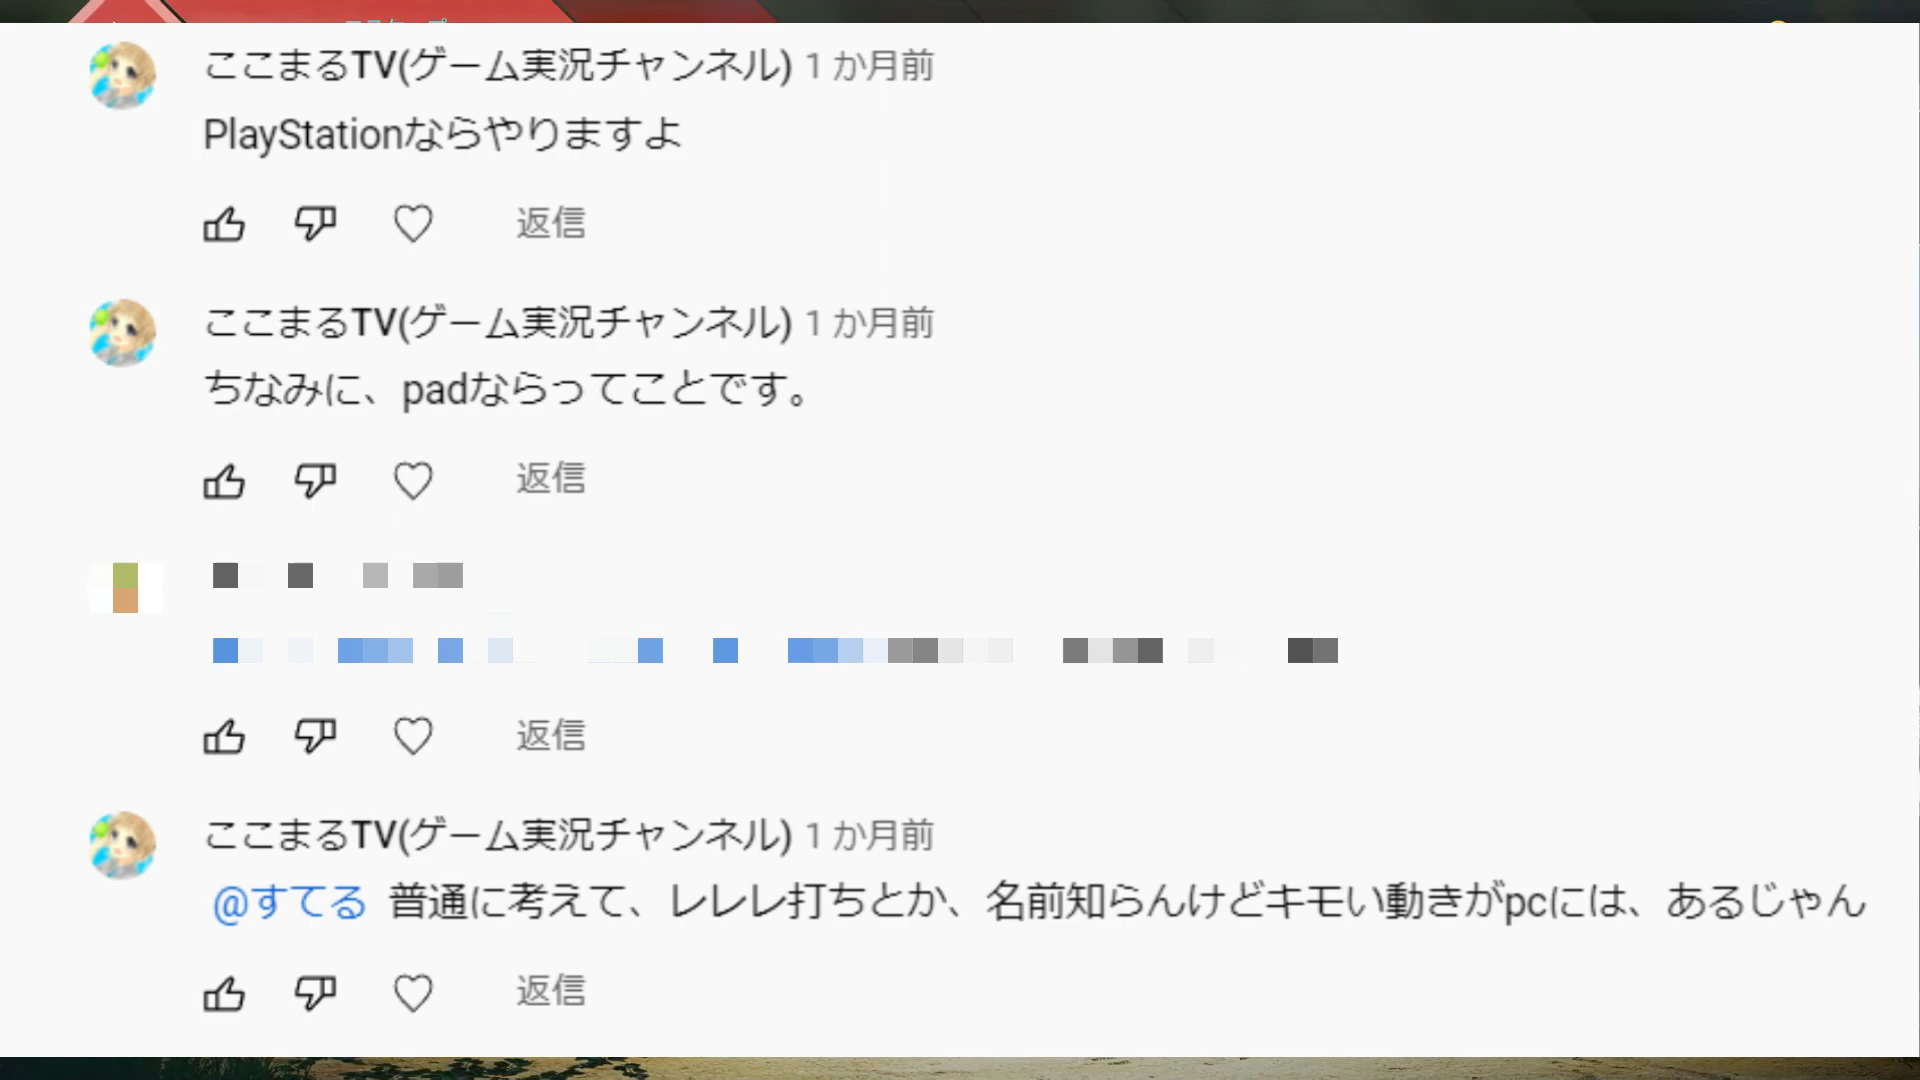 ここまるTV(ゲーム実況チャンネル) 1 か月前
PlayStationならやりますよ
返信
ここまるTV(ゲーム実況チャンネル) 1 か月前
ちなみに、padならってことです。
返信
返信
ここまるTV(ゲーム実況チャンネル) 1 か月前
@すてる 普通に考えて、レレレ打ちとか、名前知らんけどキモい動きがpcには、あるじゃん
返信